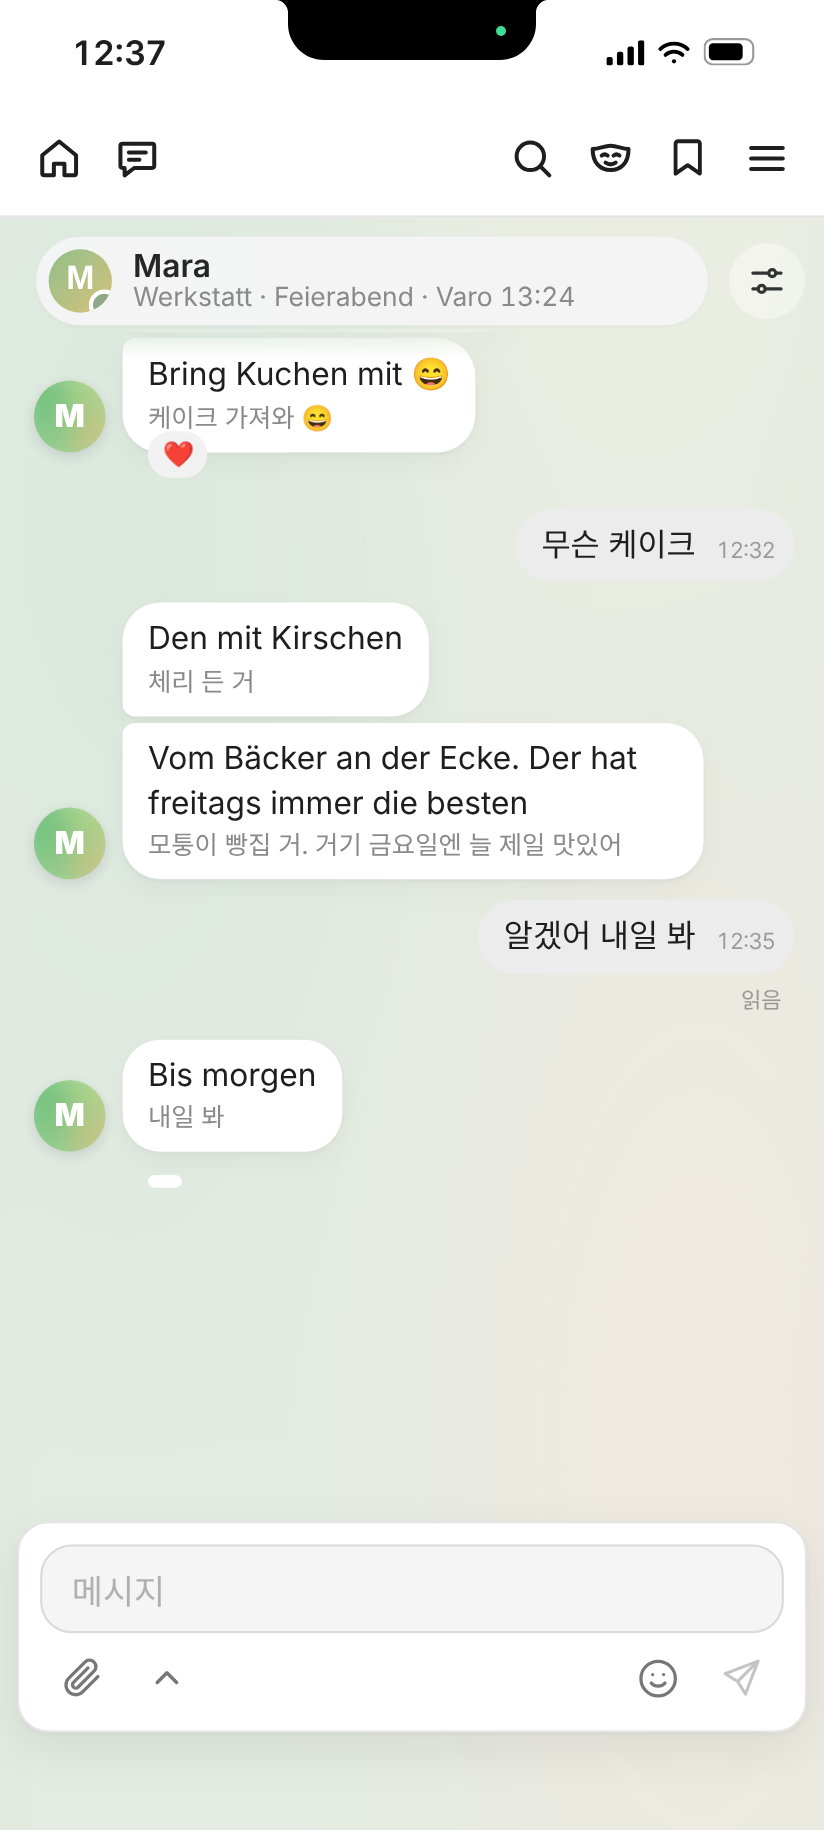 12:37
M
Mara
Werkstatt · Feierabend · Varo 13:24
Bring Kuchen mit 😄
케이크 가져와 😄
M
❤️
무슨 케이크 12:32
Den mit Kirschen
체리 든 거
Vom Bäcker an der Ecke. Der hat
freitags immer die besten
모퉁이 빵집 거. 거기 금요일엔 늘 제일 맛있어
M
알겠어 내일 봐 12:35
읽음
Bis morgen
내일 봐
M
메시지